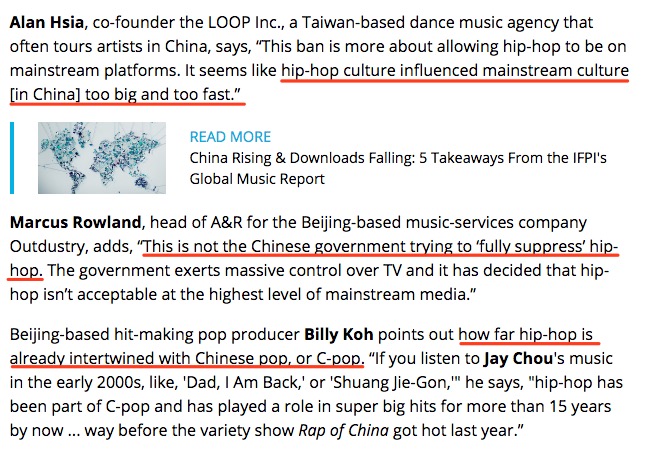 Alan Hsia, co-founder the LOOP Inc., a Taiwan-based dance music agency that
often tours artists in China, says, “This ban is more about allowing hip-hop to be on
mainstream platforms. It seems like hip-hop culture influenced mainstream culture
[in China] too big and too fast.”
READ MORE
China Rising & Downloads Falling: 5 Takeaways From the IFPI's
Global Music Report
Marcus Rowland, head of A&R for the Beijing-based music-services company
Outdustry, adds, “This is not the Chinese government trying to ‘fully suppress’ hip-
hop. The government exerts massive control over TV and it has decided that hip-
hop isn’t acceptable at the highest level of mainstream media.”
Beijing-based hit-making pop producer Billy Koh points out how far hip-hop is
already intertwined with Chinese pop, or C-pop. “If you listen to Jay Chou's music
in the early 2000s, like, 'Dad, I Am Back,' or 'Shuang Jie-Gon,'" he says, "hip-hop has
been part of C-pop and has played a role in super big hits for more than 15 years
by now ... way before the variety show Rap of China got hot last year.”